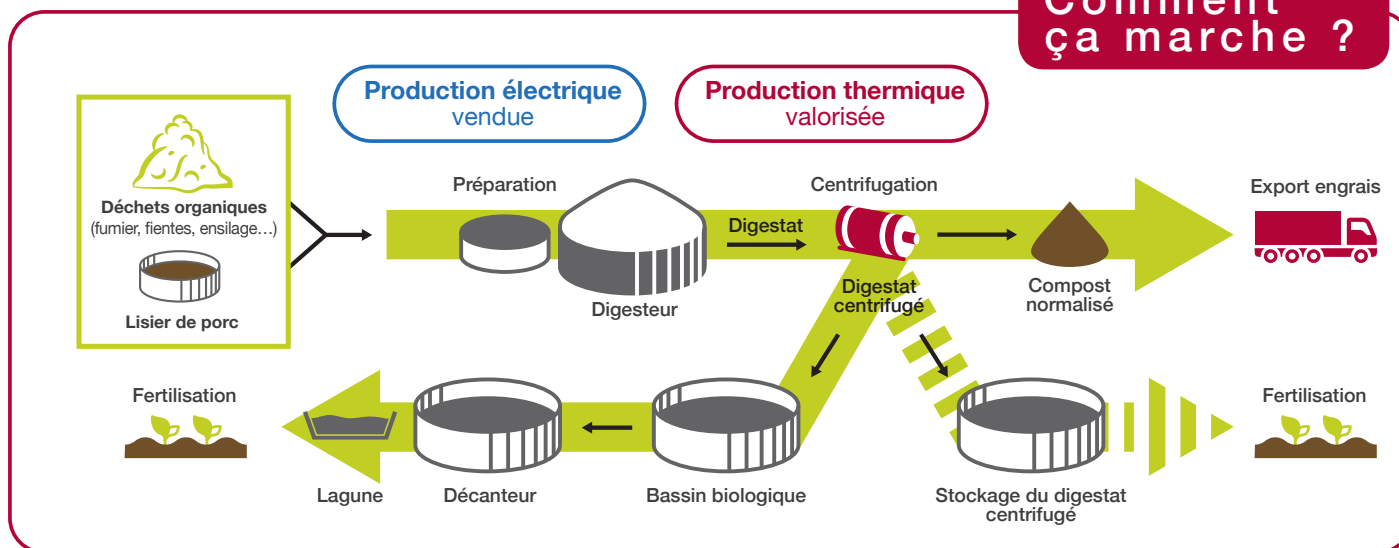 Comment
ça marche ?
Production électrique
vendue
Production thermique
valorisée
Déchets organiques
(fumier, fientes, ensilage…)
Lisier de porc
Préparation
Digesteur
Digestat
Centrifugation
Digestat
centrifugé
Compost
normalisé
Export engrais
Fertilisation
Lagune
Décanteur
Bassin biologique
Stockage du digestat
centrifugé
Fertilisation